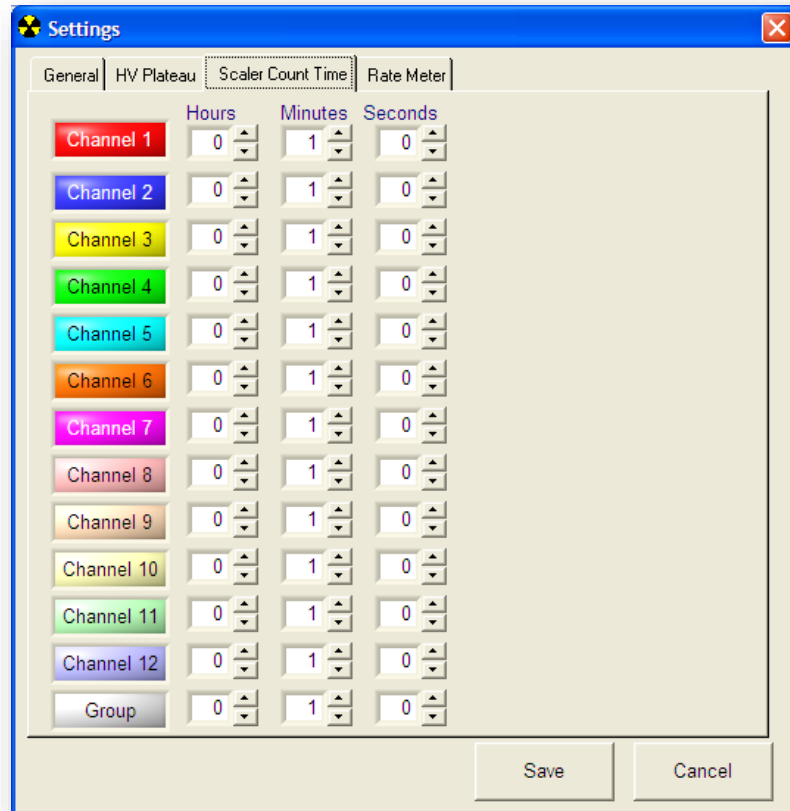 Settings
General HV Plateau Scaler Count Time Rate Meter
Hours Minutes Seconds
Channel 1 0 1 0
Channel 2 0 1 0
Channel 3 0 1 0
Channel 4 0 1 0
Channel 5 0 1 0
Channel 6 0 1 0
Channel 7 0 1 0
Channel 8 0 1 0
Channel 9 0 1 0
Channel 10 0 1 0
Channel 11 0 1 0
Channel 12 0 1 0
Group 0 1 0
Save Cancel